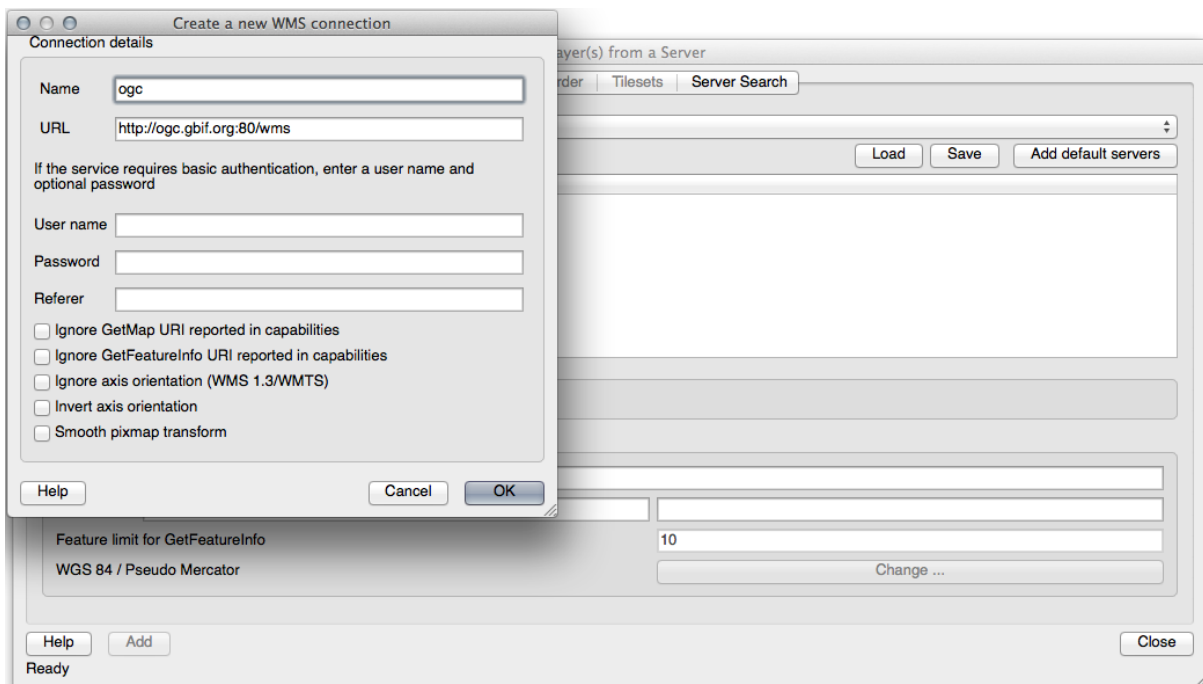 Create a new WMS connection
Connection details
Name ogc
URL http://ogc.gbif.org:80/wms
If the service requires basic authentication, enter a user name and
optional password
User name
Password
Referer
Ignore GetMap URI reported in capabilities
Ignore GetFeatureInfo URI reported in capabilities
Ignore axis orientation (WMS 1.3/WMTS)
Invert axis orientation
Smooth pixmap transform
Help Cancel OK
ayer(s) from a Server
rder Tilesets Server Search
Load Save Add default servers
Feature limit for GetFeatureInfo 10
WGS 84 / Pseudo Mercator Change ...
Help Add Close
Ready